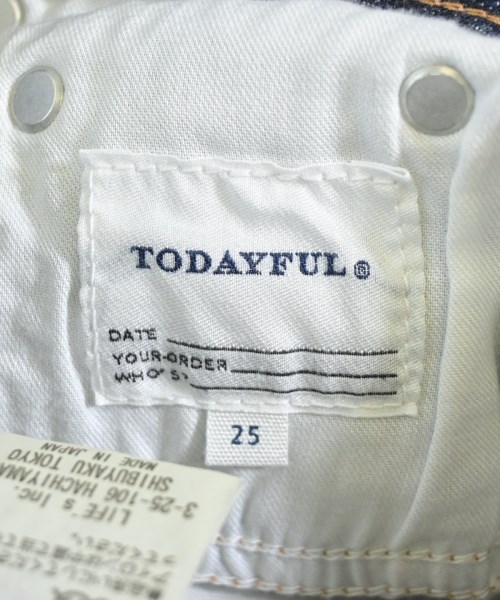 TODAYFUL®
DATE
YOUR-ORDER
WHO'S?
25
LIFE's Inc.
3-25-106 HACHIYAMA
SHIBUYAKU TOKYO
MADE IN JAPAN